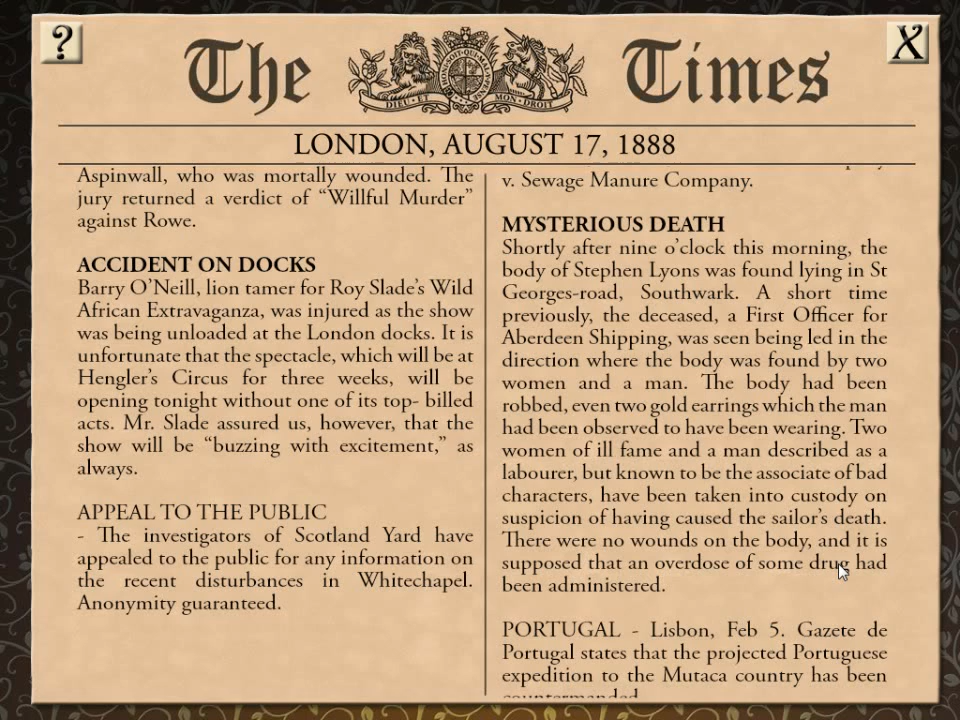 ?
X
The Times
DIEU·ET MON·DROIT
LONDON, AUGUST 17, 1888
Aspinwall, who was mortally wounded. The
jury returned a verdict of “Willful Murder”
against Rowe.
ACCIDENT ON DOCKS
Barry O’Neill, lion tamer for Roy Slade’s Wild
African Extravaganza, was injured as the show
was being unloaded at the London docks. It is
unfortunate that the spectacle, which will be at
Hengler’s Circus for three weeks, will be
opening tonight without one of its top- billed
acts. Mr. Slade assured us, however, that the
show will be “buzzing with excitement,” as
always.
APPEAL TO THE PUBLIC
- The investigators of Scotland Yard have
appealed to the public for any information on
the recent disturbances in Whitechapel.
Anonymity guaranteed.
v. Sewage Manure Company.
MYSTERIOUS DEATH
Shortly after nine o’clock this morning, the
body of Stephen Lyons was found lying in St
Georges-road, Southwark. A short time
previously, the deceased, a First Officer for
Aberdeen Shipping, was seen being led in the
direction where the body was found by two
women and a man. The body had been
robbed, even two gold earrings which the man
had been observed to have been wearing. Two
women of ill fame and a man described as a
labourer, but known to be the associate of bad
characters, have been taken into custody on
suspicion of having caused the sailor’s death.
There were no wounds on the body, and it is
supposed that an overdose of some drug had
been administered.
PORTUGAL - Lisbon, Feb 5. Gazete de
Portugal states that the projected Portuguese
expedition to the Mutaca country has been
countermanded